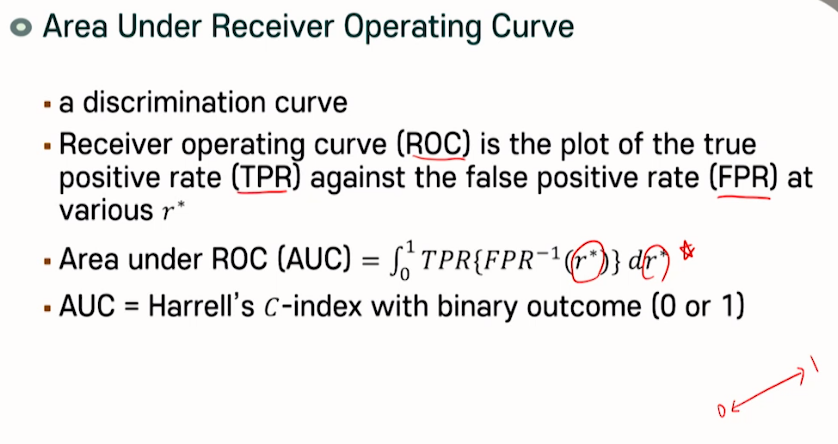 Area Under Receiver Operating Curve
▪ a discrimination curve
▪ Receiver operating curve (ROC) is the plot of the true
positive rate (TPR) against the false positive rate (FPR) at
various r*
▪ Area under ROC (AUC) = ∫₀¹ TPR{FPR⁻¹(r*)} dr*
▪ AUC = Harrell's C-index with binary outcome (0 or 1)
0 1